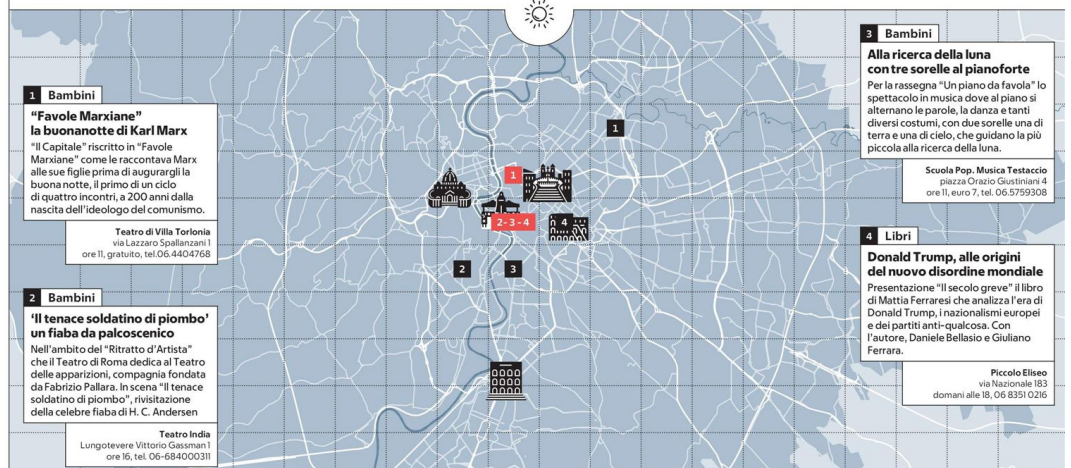 1 Bambini
“Favole Marxiane”
la buonanotte di Karl Marx
“Il Capitale” riscritto in “Favole
Marxiane” come le raccontava Marx
alle sue figlie prima di augurargli la
buona notte, il primo di un ciclo
di quattro incontri, a 200 anni dalla
nascita dell’ideologo del comunismo.
Teatro di Villa Torlonia
via Lazzaro Spallanzani 1
ore 11, gratuito, tel.06.4404768
2 Bambini
‘Il tenace soldatino di piombo’
un fiaba da palcoscenico
Nell’ambito del “Ritratto d’Artista”
che il Teatro di Roma dedica al Teatro
delle apparizioni, compagnia fondata
da Fabrizio Pallara. In scena “Il tenace
soldatino di piombo”, rivisitazione
della celebre fiaba di H. C. Andersen
Teatro India
Lungotevere Vittorio Gassman 1
ore 16, tel. 06-684000311
1
1
2-3-4
4
2
3
3 Bambini
Alla ricerca della luna
con tre sorelle al pianoforte
Per la rassegna “Un piano da favola” lo
spettacolo in musica dove al piano si
alternano le parole, la danza e tanti
diversi costumi, con due sorelle una di
terra e una di cielo, che guidano la più
piccola alla ricerca della luna.
Scuola Pop. Musica Testaccio
piazza Orazio Giustiniani 4
ore 11, euro 7, tel. 06.5759308
4 Libri
Donald Trump, alle origini
del nuovo disordine mondiale
Presentazione “Il secolo greve” il libro
di Mattia Ferraresi che analizza l’era di
Donald Trump, i nazionalismi europei
e dei partiti anti-qualcosa. Con
l’autore, Daniele Bellasio e Giuliano
Ferrara.
Piccolo Eliseo
via Nazionale 183
domani alle 18, 06 8351 0216